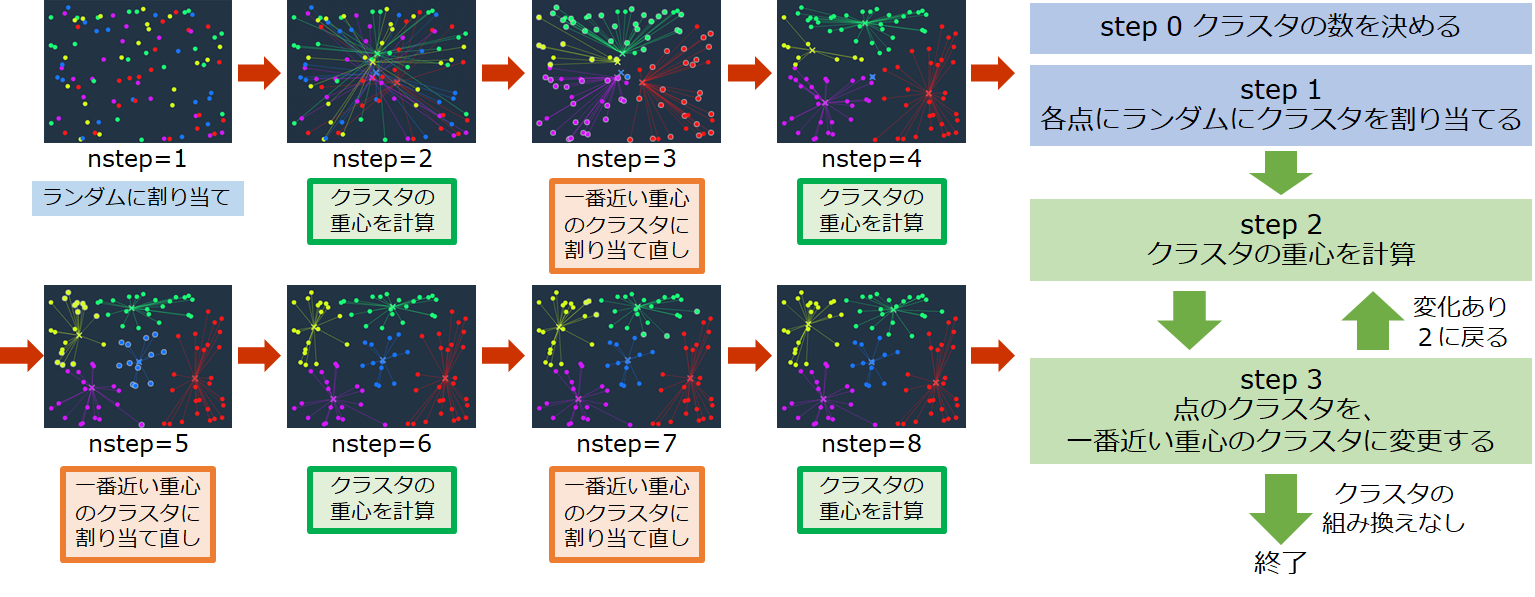 nstep=1
ランダムに割り当て
nstep=2
クラスタの
重心を計算
nstep=3
一番近い重心
のクラスタに
割り当て直し
nstep=4
クラスタの
重心を計算
nstep=5
一番近い重心
のクラスタに
割り当て直し
nstep=6
クラスタの
重心を計算
nstep=7
一番近い重心
のクラスタに
割り当て直し
nstep=8
クラスタの
重心を計算
step 0 クラスタの数を決める
step 1
各点にランダムにクラスタを割り当てる
step 2
クラスタの重心を計算
変化あり
2に戻る
step 3
点のクラスタを、
一番近い重心のクラスタに変更する
クラスタの
組み換えなし
終了